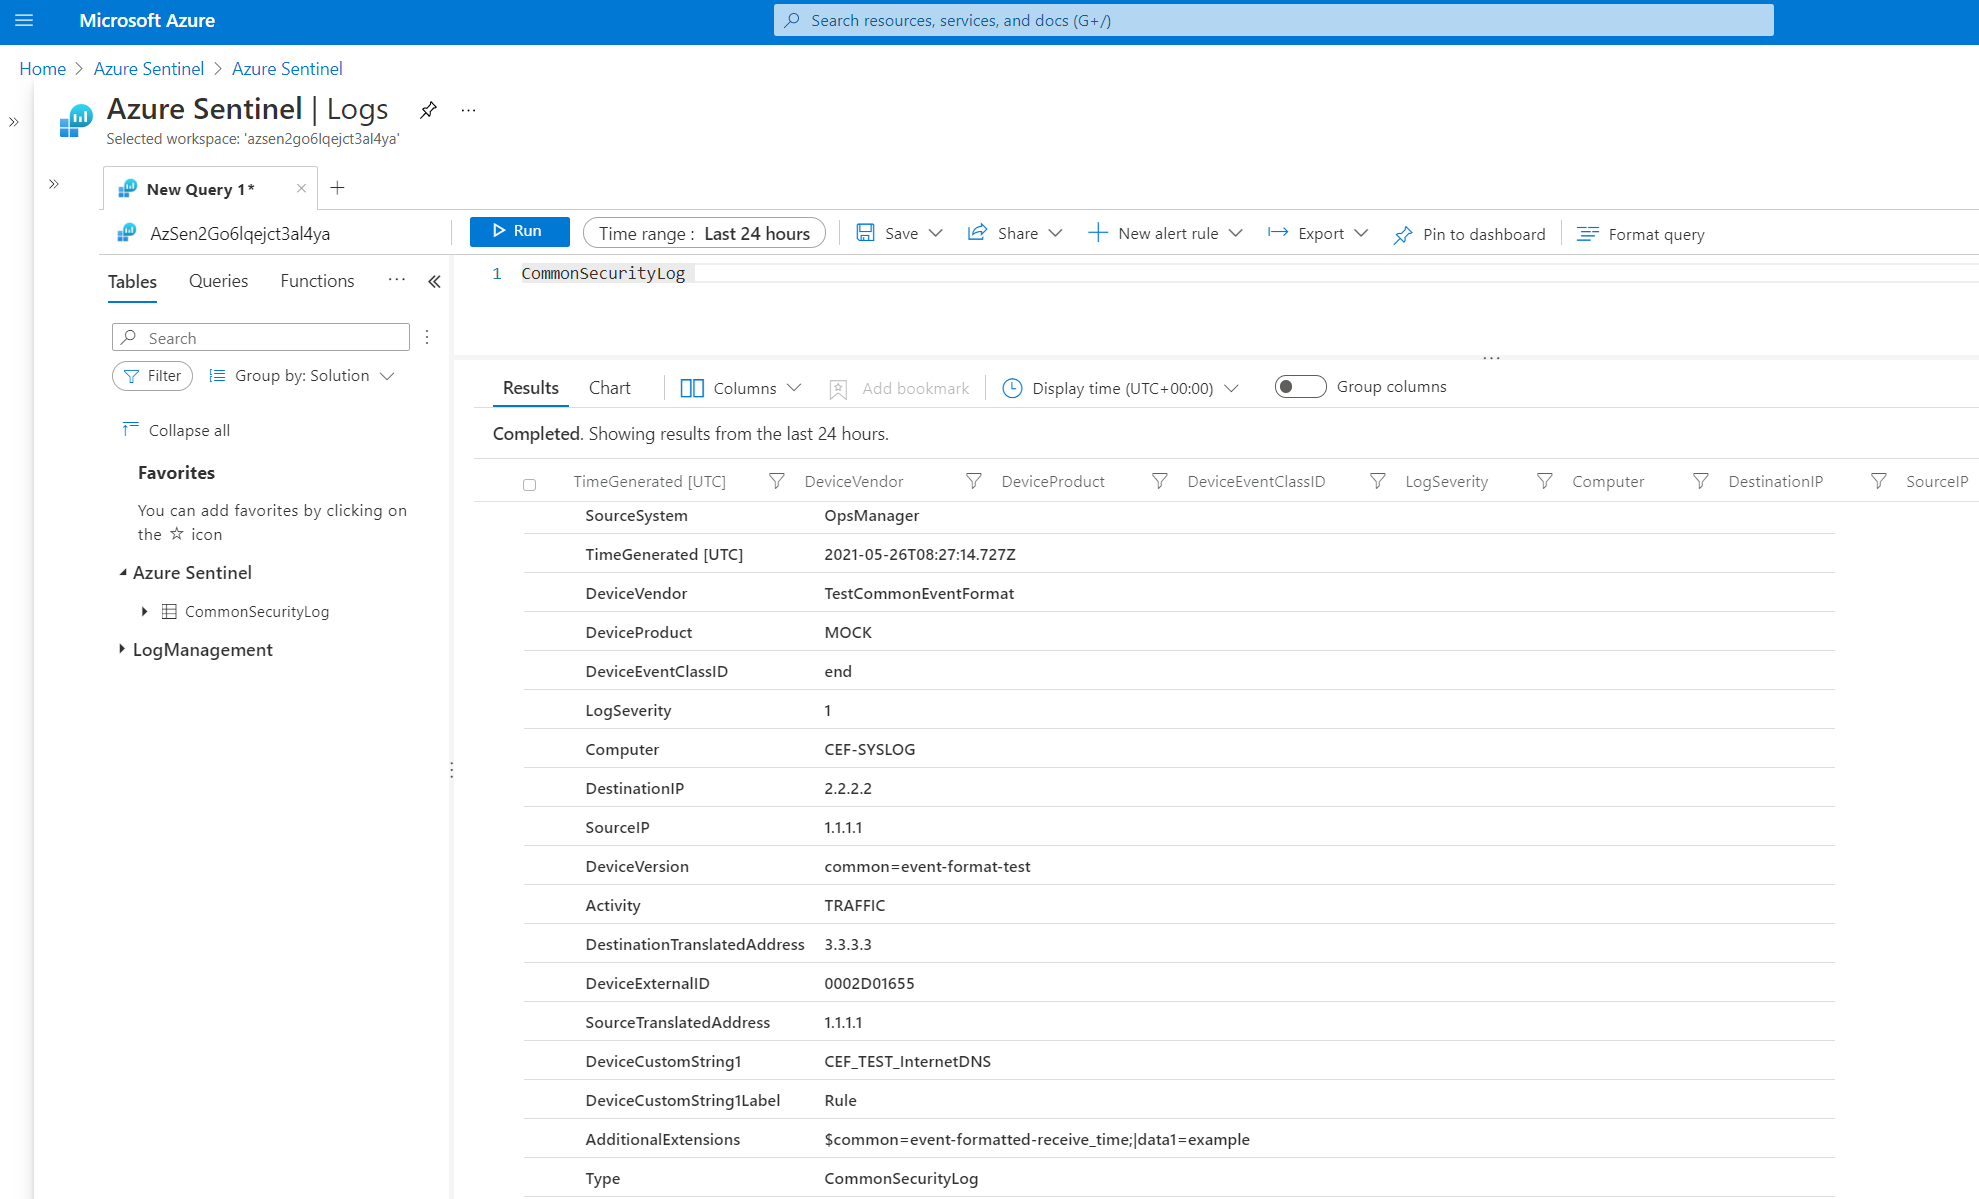 Microsoft Azure
Search resources, services, and docs (G+/)
Home > Azure Sentinel > Azure Sentinel
Azure Sentinel | Logs
Selected workspace: 'azsen2go6lqejct3al4ya'
New Query 1*
AzSen2Go6lqejct3al4ya
Run
Time range : Last 24 hours
Save
Share
New alert rule
Export
Pin to dashboard
Format query
Tables Queries Functions
Search
Filter
Group by: Solution
Collapse all
Favorites
You can add favorites by clicking on
the ☆ icon
Azure Sentinel
CommonSecurityLog
LogManagement
1 CommonSecurityLog
Results Chart Columns Add bookmark Display time (UTC+00:00) Group columns
Completed. Showing results from the last 24 hours.
TimeGenerated [UTC] DeviceVendor DeviceProduct DeviceEventClassID LogSeverity Computer DestinationIP SourceIP
SourceSystem OpsManager
TimeGenerated [UTC] 2021-05-26T08:27:14.727Z
DeviceVendor TestCommonEventFormat
DeviceProduct MOCK
DeviceEventClassID end
LogSeverity 1
Computer CEF-SYSLOG
DestinationIP 2.2.2.2
SourceIP 1.1.1.1
DeviceVersion common=event-format-test
Activity TRAFFIC
DestinationTranslatedAddress 3.3.3.3
DeviceExternalID 0002D01655
SourceTranslatedAddress 1.1.1.1
DeviceCustomString1 CEF_TEST_InternetDNS
DeviceCustomString1Label Rule
AdditionalExtensions $common=event-formatted-receive_time;|data1=example
Type CommonSecurityLog